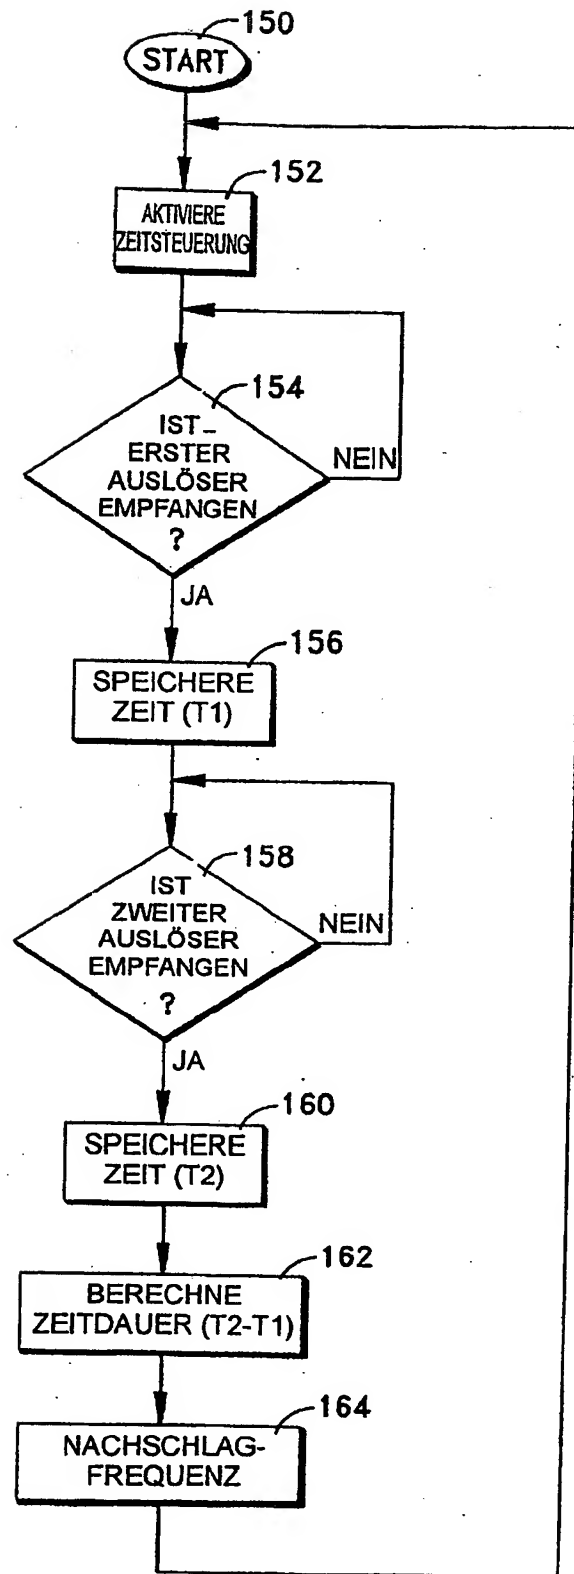 150
START
152
AKTIVIERE
ZEITSTEUERUNG
154
IST
ERSTER
AUSLÖSER
EMPFANGEN
?
NEIN
JA
156
SPEICHERE
ZEIT (T1)
158
IST
ZWEITER
AUSLÖSER
EMPFANGEN
?
NEIN
JA
160
SPEICHERE
ZEIT (T2)
162
BERECHNE
ZEITDAUER (T2-T1)
164
NACHSCHLAG-
FREQUENZ